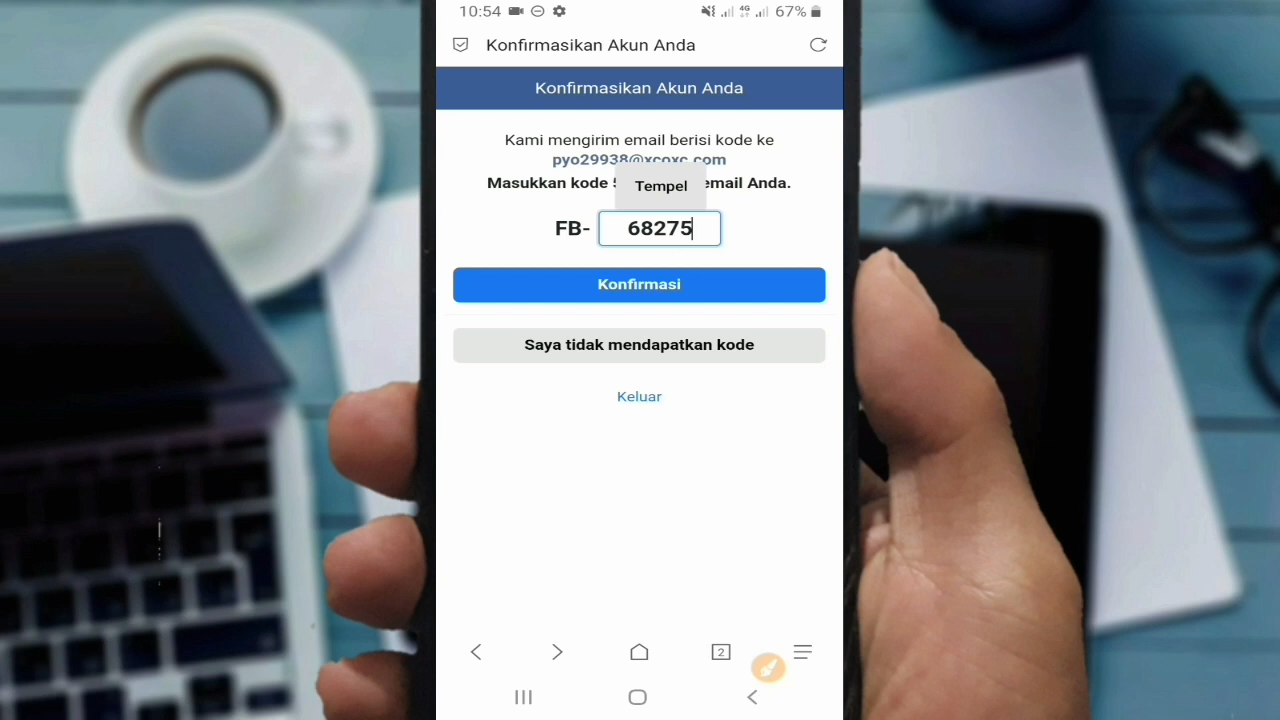 10:54
4G
67%
Konfirmasikan Akun Anda
Konfirmasikan Akun Anda
Kami mengirim email berisi kode ke
pyo29938@xcoxc.com
Masukkan kode email Anda.
Tempel
FB- 68275
Konfirmasi
Saya tidak mendapatkan kode
Keluar
2